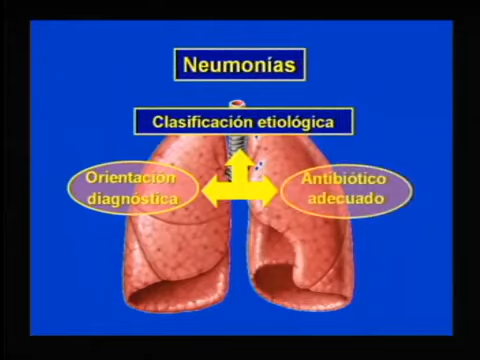 Neumonías
Clasificación etiológica
Orientación
diagnóstica
Antibiótico
adecuado